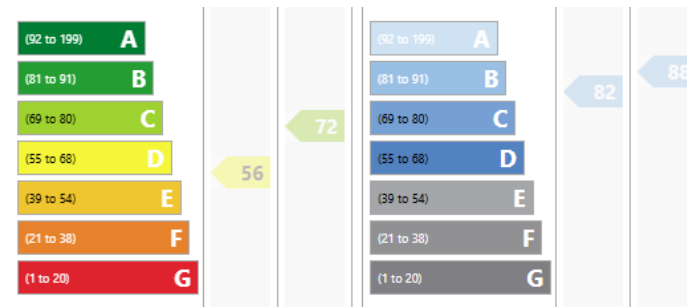 (92 to 199) A
(81 to 91) B
(69 to 80) C
(55 to 68) D
(39 to 54) E
(21 to 38) F
(1 to 20) G
56
72
(92 to 199) A
(81 to 91) B
(69 to 80) C
(55 to 68) D
(39 to 54) E
(21 to 38) F
(1 to 20) G
82
88